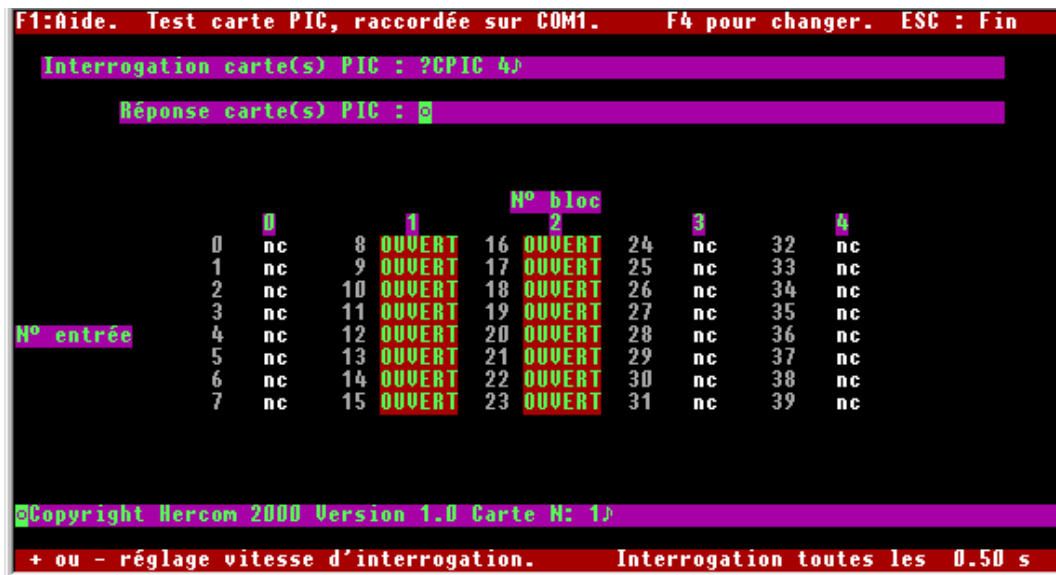 F1:Aide. Test carte PIC, raccordée sur COM1. F4 pour changer. ESC : Fin
Interrogation carte(s) PIC : ?CPIC 4♪
Réponse carte(s) PIC : ◘
Nº bloc
0 1 2 3 4
0 nc 8 OUVERT 16 OUVERT 24 nc 32 nc
1 nc 9 OUVERT 17 OUVERT 25 nc 33 nc
2 nc 10 OUVERT 18 OUVERT 26 nc 34 nc
3 nc 11 OUVERT 19 OUVERT 27 nc 35 nc
Nº entrée 4 nc 12 OUVERT 20 OUVERT 28 nc 36 nc
5 nc 13 OUVERT 21 OUVERT 29 nc 37 nc
6 nc 14 OUVERT 22 OUVERT 30 nc 38 nc
7 nc 15 OUVERT 23 OUVERT 31 nc 39 nc
◙Copyright Hercom 2000 Version 1.0 Carte N: 1♪
+ ou - réglage vitesse d'interrogation. Interrogation toutes les 0.50 s